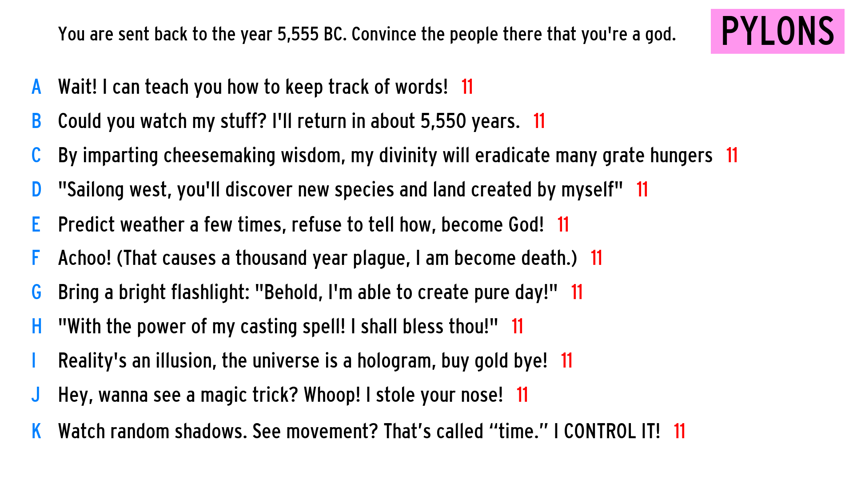 You are sent back to the year 5,555 BC. Convince the people there that you're a god.
PYLONS
A Wait! I can teach you how to keep track of words! 11
B Could you watch my stuff? I'll return in about 5,550 years. 11
C By imparting cheesemaking wisdom, my divinity will eradicate many grate hungers 11
D "Sailong west, you'll discover new species and land created by myself" 11
E Predict weather a few times, refuse to tell how, become God! 11
F Achoo! (That causes a thousand year plague, I am become death.) 11
G Bring a bright flashlight: "Behold, I'm able to create pure day!" 11
H "With the power of my casting spell! I shall bless thou!" 11
I Reality's an illusion, the universe is a hologram, buy gold bye! 11
J Hey, wanna see a magic trick? Whoop! I stole your nose! 11
K Watch random shadows. See movement? That’s called “time.” I CONTROL IT! 11